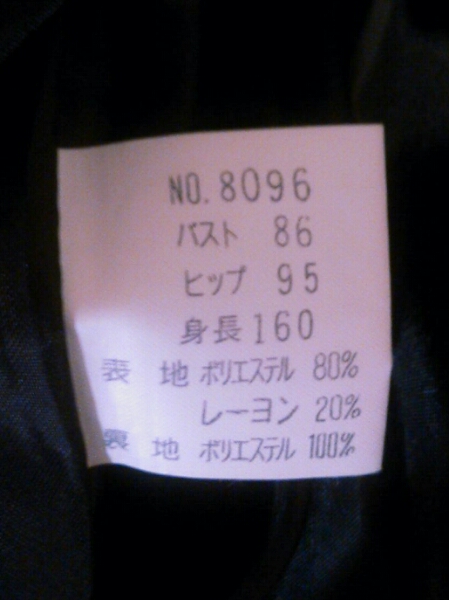 NO.8096
バスト 86
ヒップ 95
身長160
表 地 ポリエステル 80%
レーヨン 20%
裏 地 ポリエステル 100%